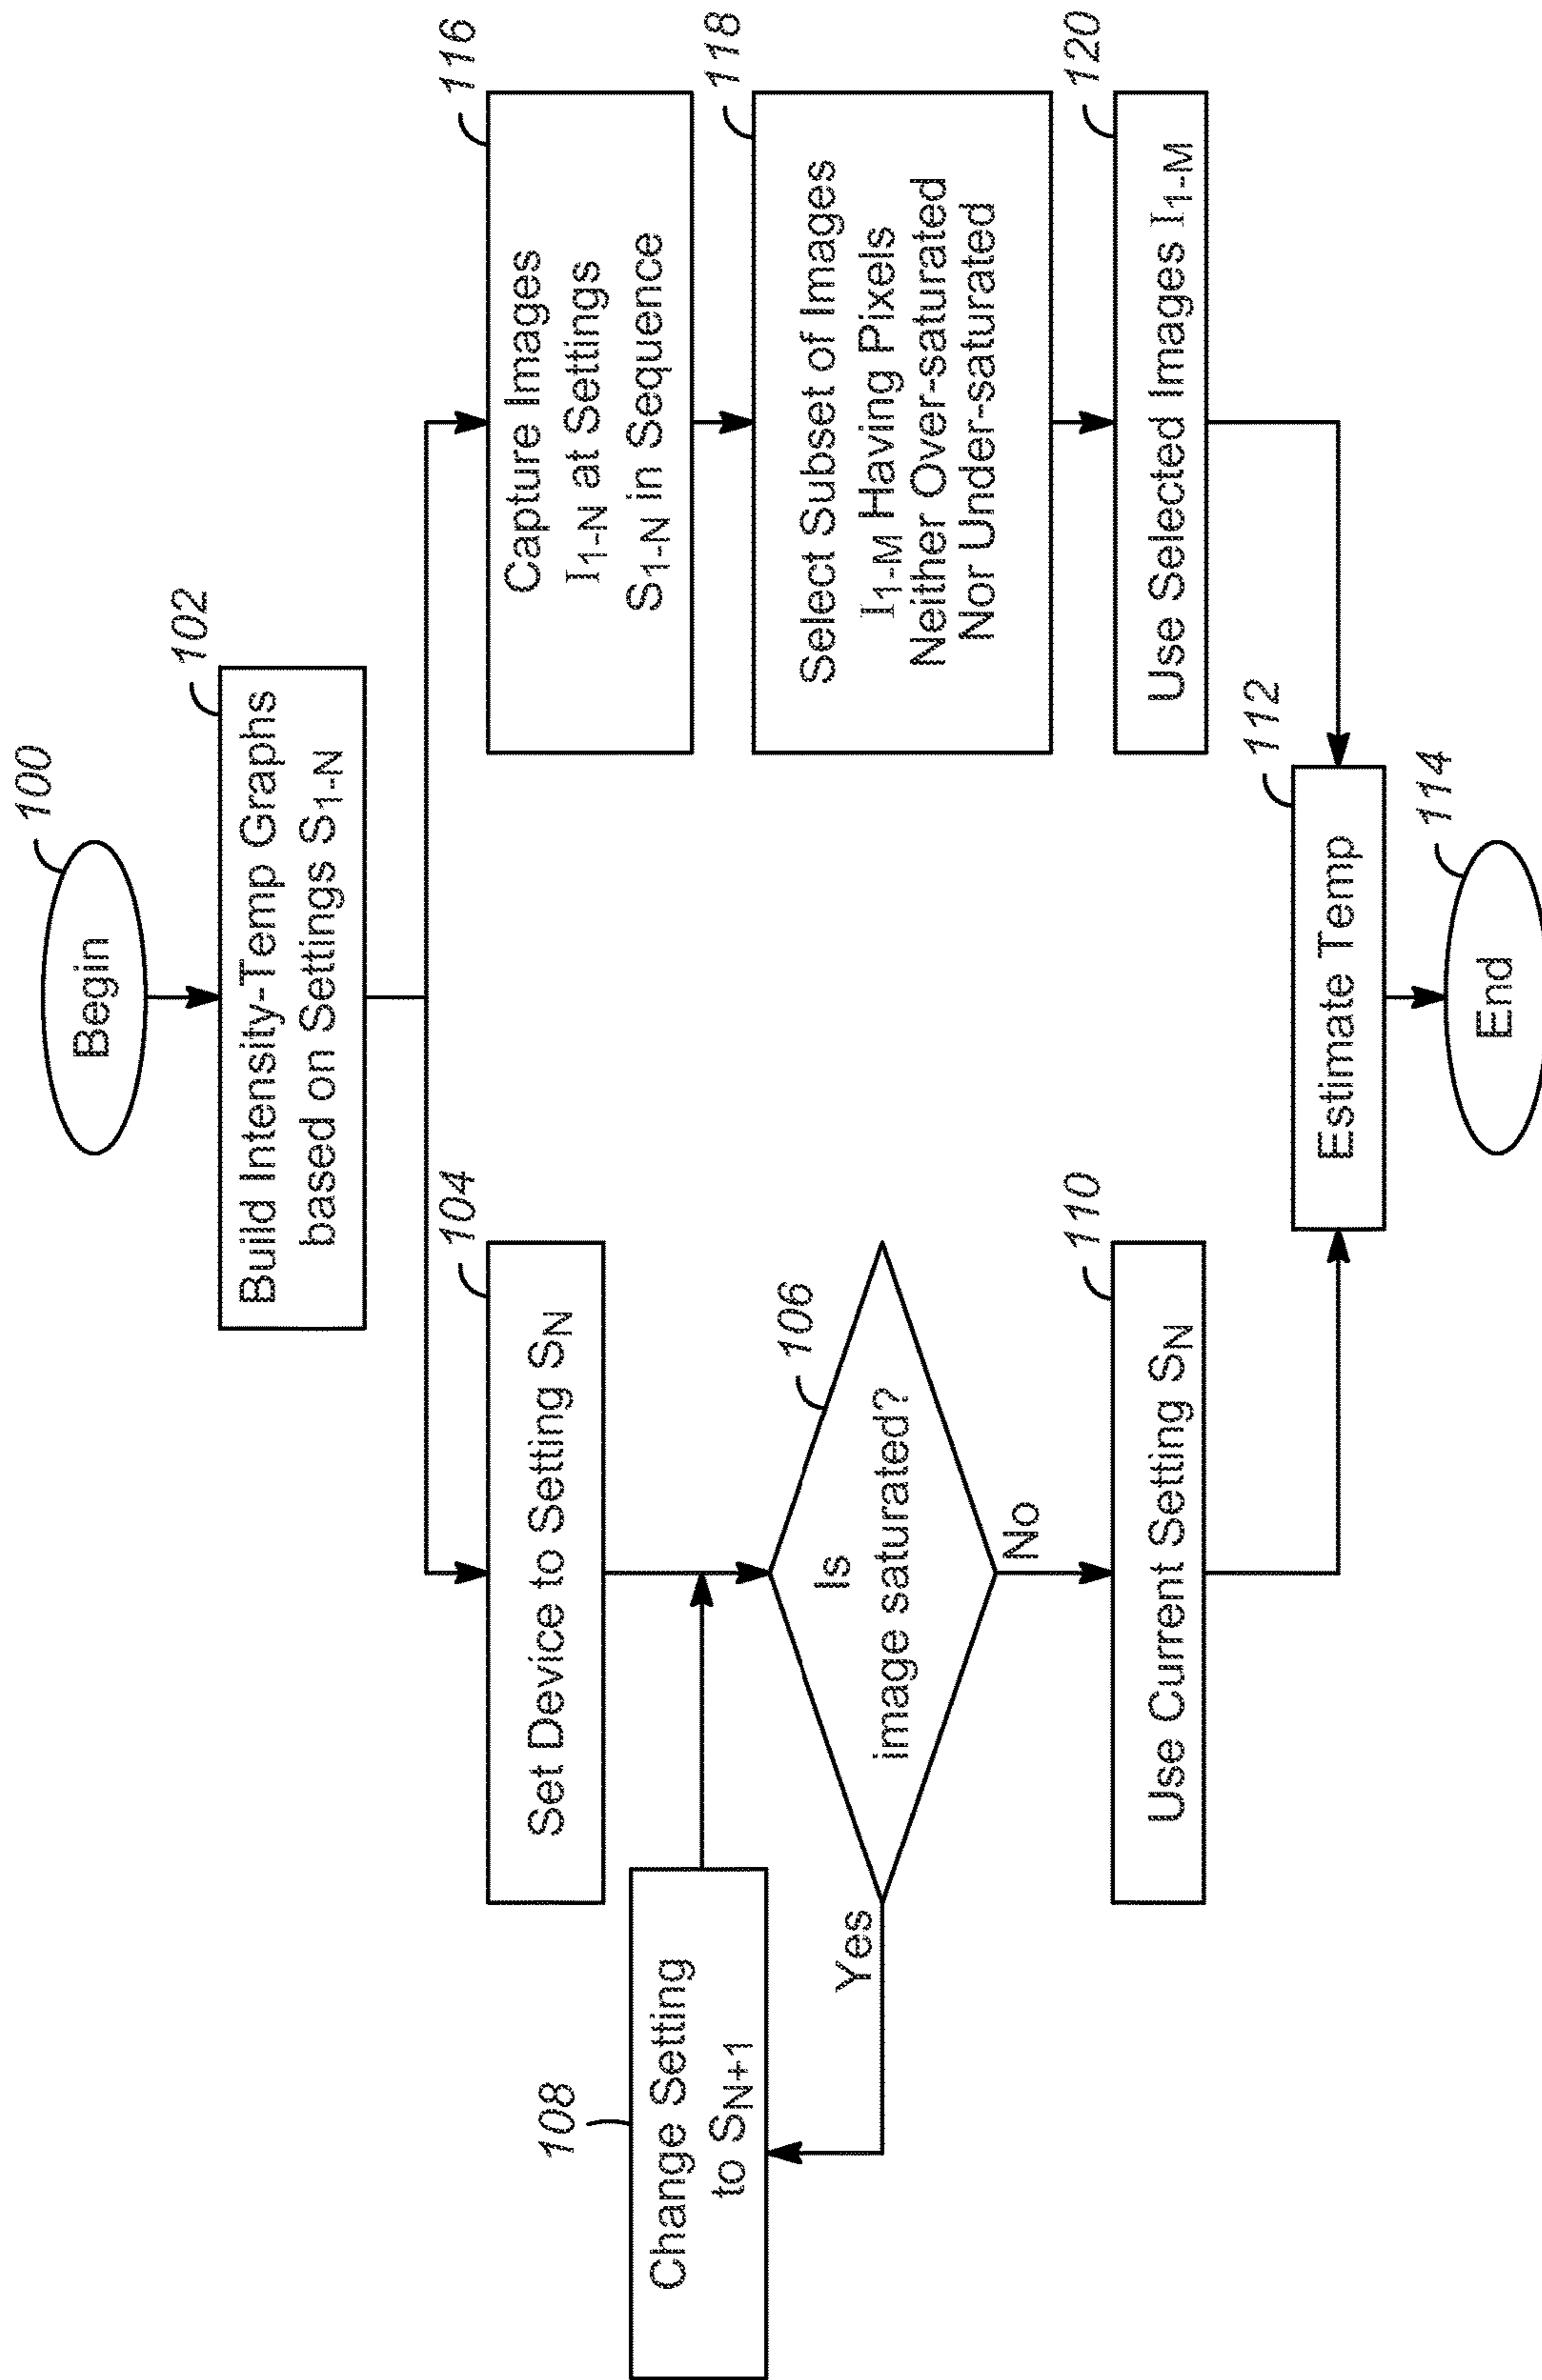 100
Begin
102
Build Intensity-Temp Graphs
based on Settings S1-N
104
Set Device to Setting SN
108
Change Setting
to SN+1
106
Is
image saturated?
Yes
No
110
Use Current Setting SN
116
Capture Images
I1-N at Settings
S1-N in Sequence
118
Select Subset of Images
I1-M Having Pixels
Neither Over-saturated
Nor Under-saturated
120
Use Selected Images I1-M
112
Estimate Temp
114
End